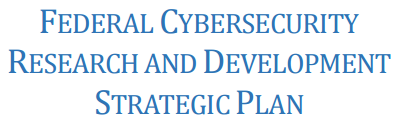 FEDERAL CYBERSECURITY
RESEARCH AND DEVELOPMENT
STRATEGIC PLAN